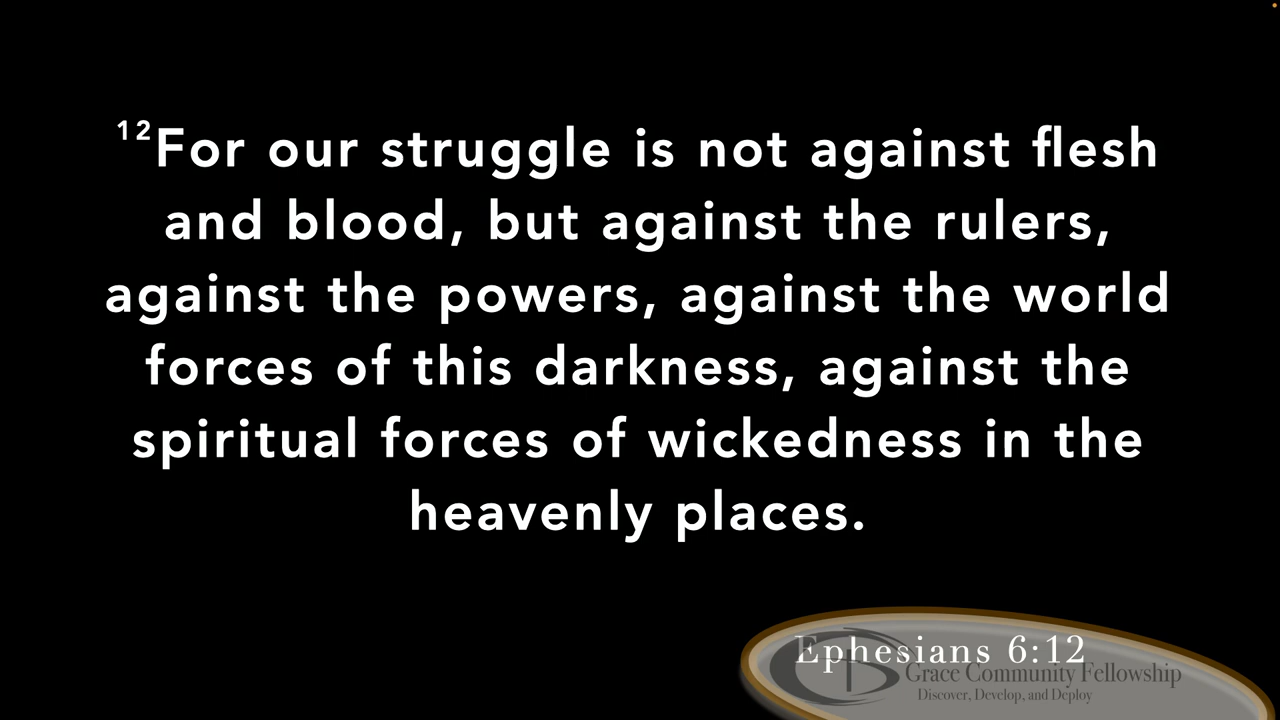 12For our struggle is not against flesh
and blood, but against the rulers,
against the powers, against the world
forces of this darkness, against the
spiritual forces of wickedness in the
heavenly places.
Ephesians 6:12
Grace Community Fellowship
Discover, Develop, and Deploy